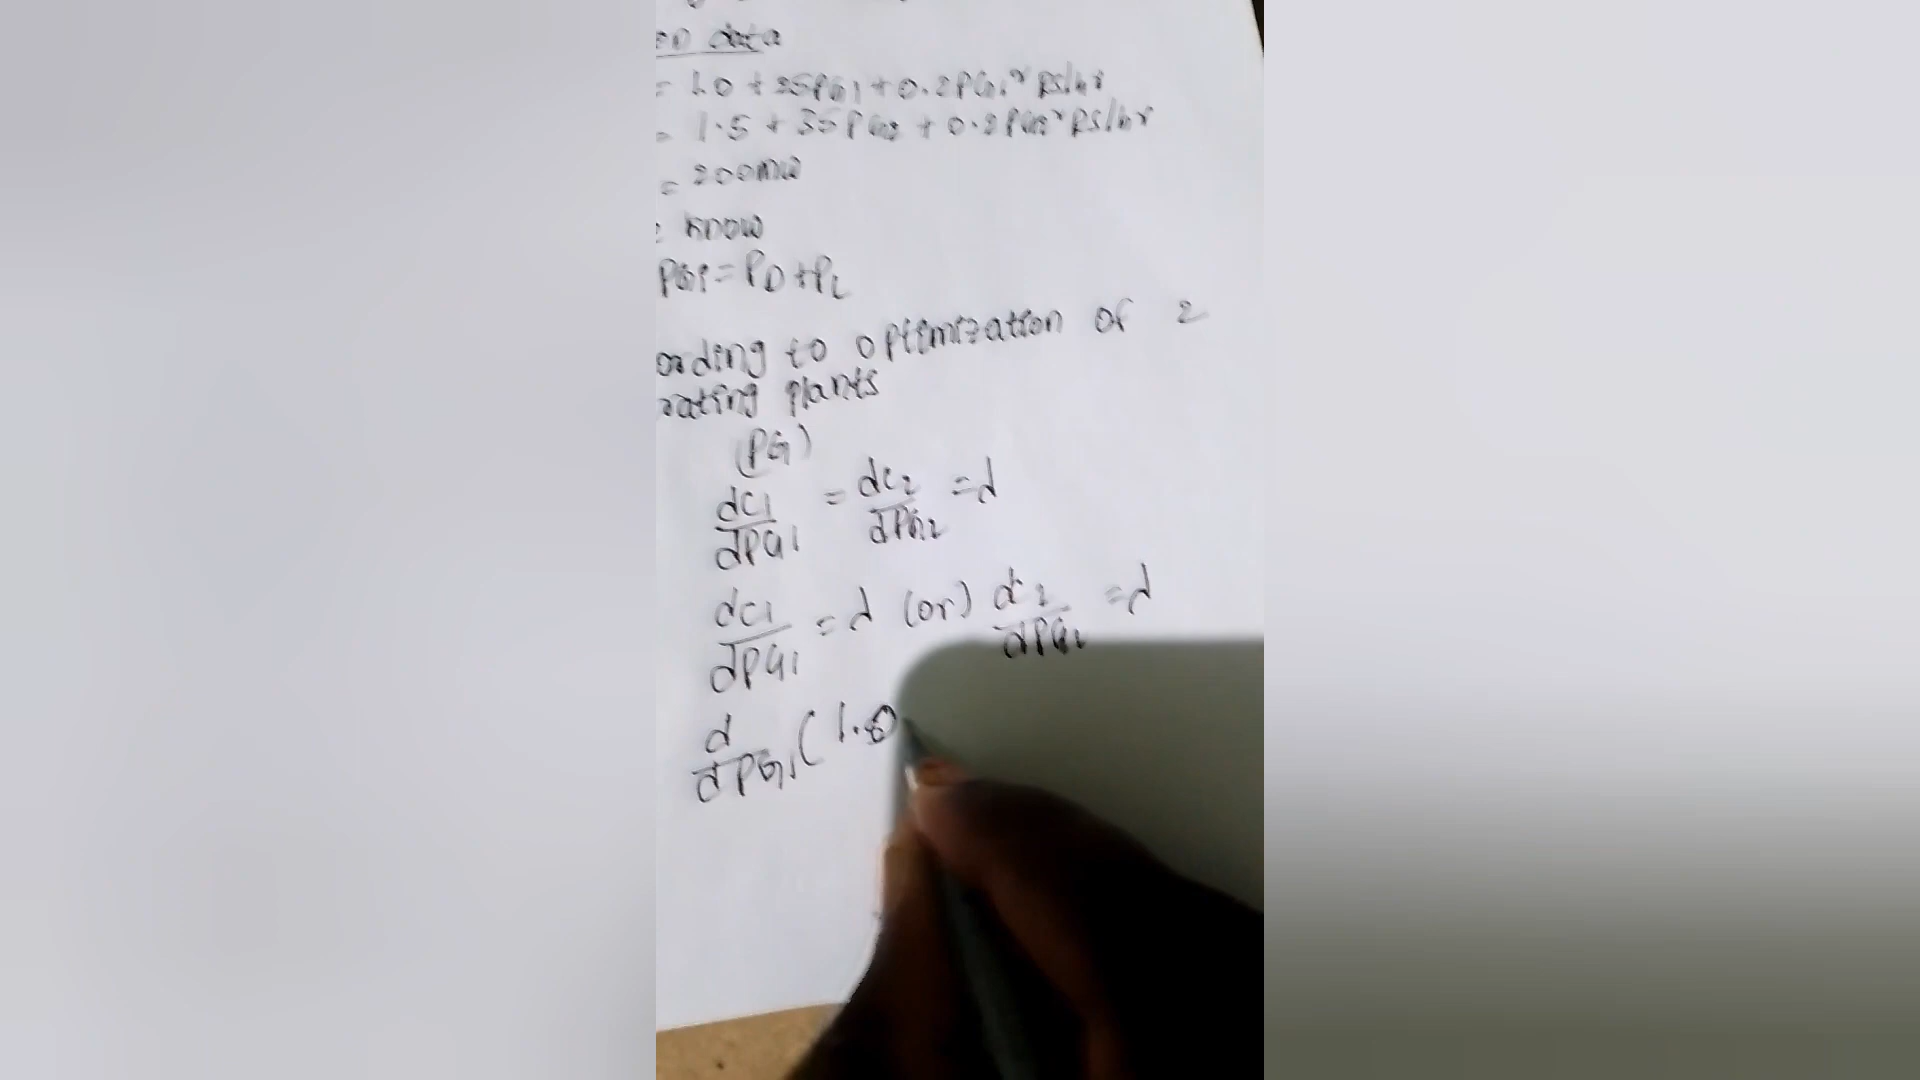 data
= 1.0 + 25PG1 + 0.2PG1² RS/hr
= 1.5 + 35PG2 + 0.2PG2² RS/hr
= 200MW
know
PGi = PD + PL
ording to optimization of 2
rating plants
(PG)
dC1/dPG1 = dC2/dPG2 = λ
dC1/dPG1 = λ (or) dC2/dPG2 = λ
d/dPG1 (1.0